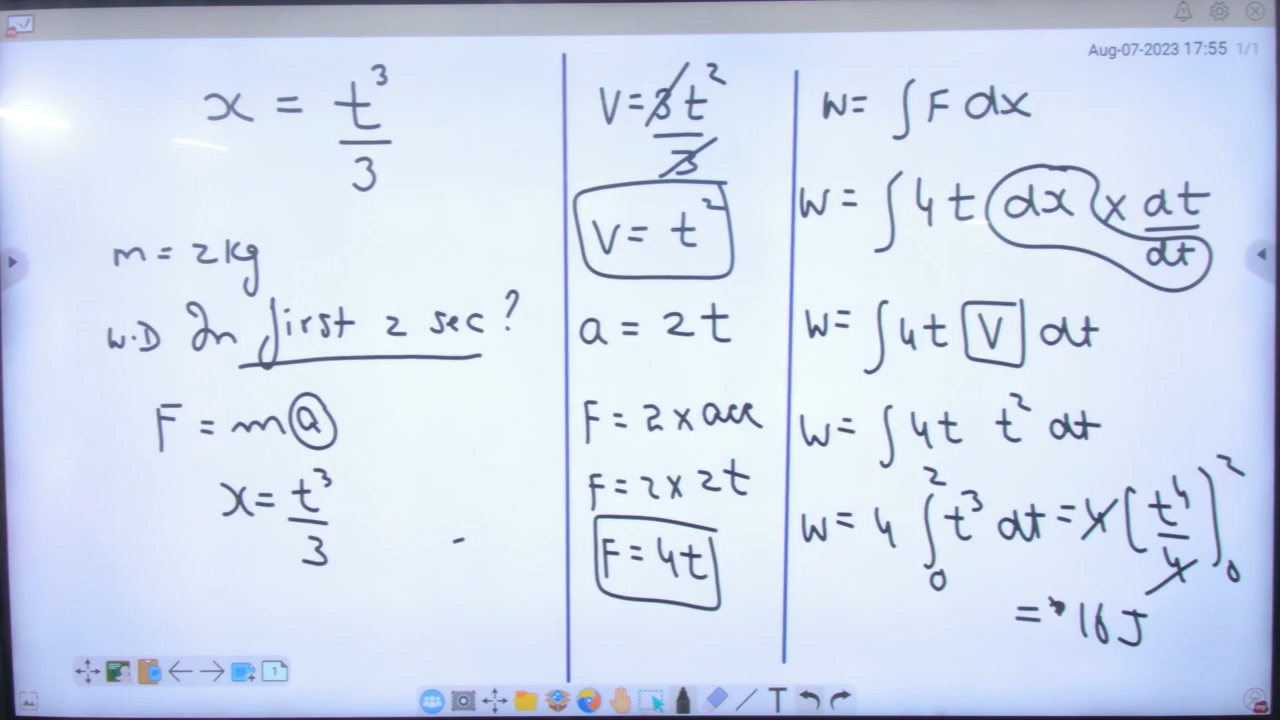 Aug-07-2023 17:55 1/1
x = t³/3
m = 2kg
W.D In first 2 sec?
F = ma
x = t³/3
V = 3t²/3
V = t²
a = 2t
F = 2 × acc
F = 2 × 2t
F = 4t
W = ∫ F dx
W = ∫ 4t dx × dt/dt
W = ∫ 4t V dt
W = ∫ 4t t² dt
W = 4 ∫₀² t³ dt = 4 [t⁴/4]₀²
= 16 J
1
T